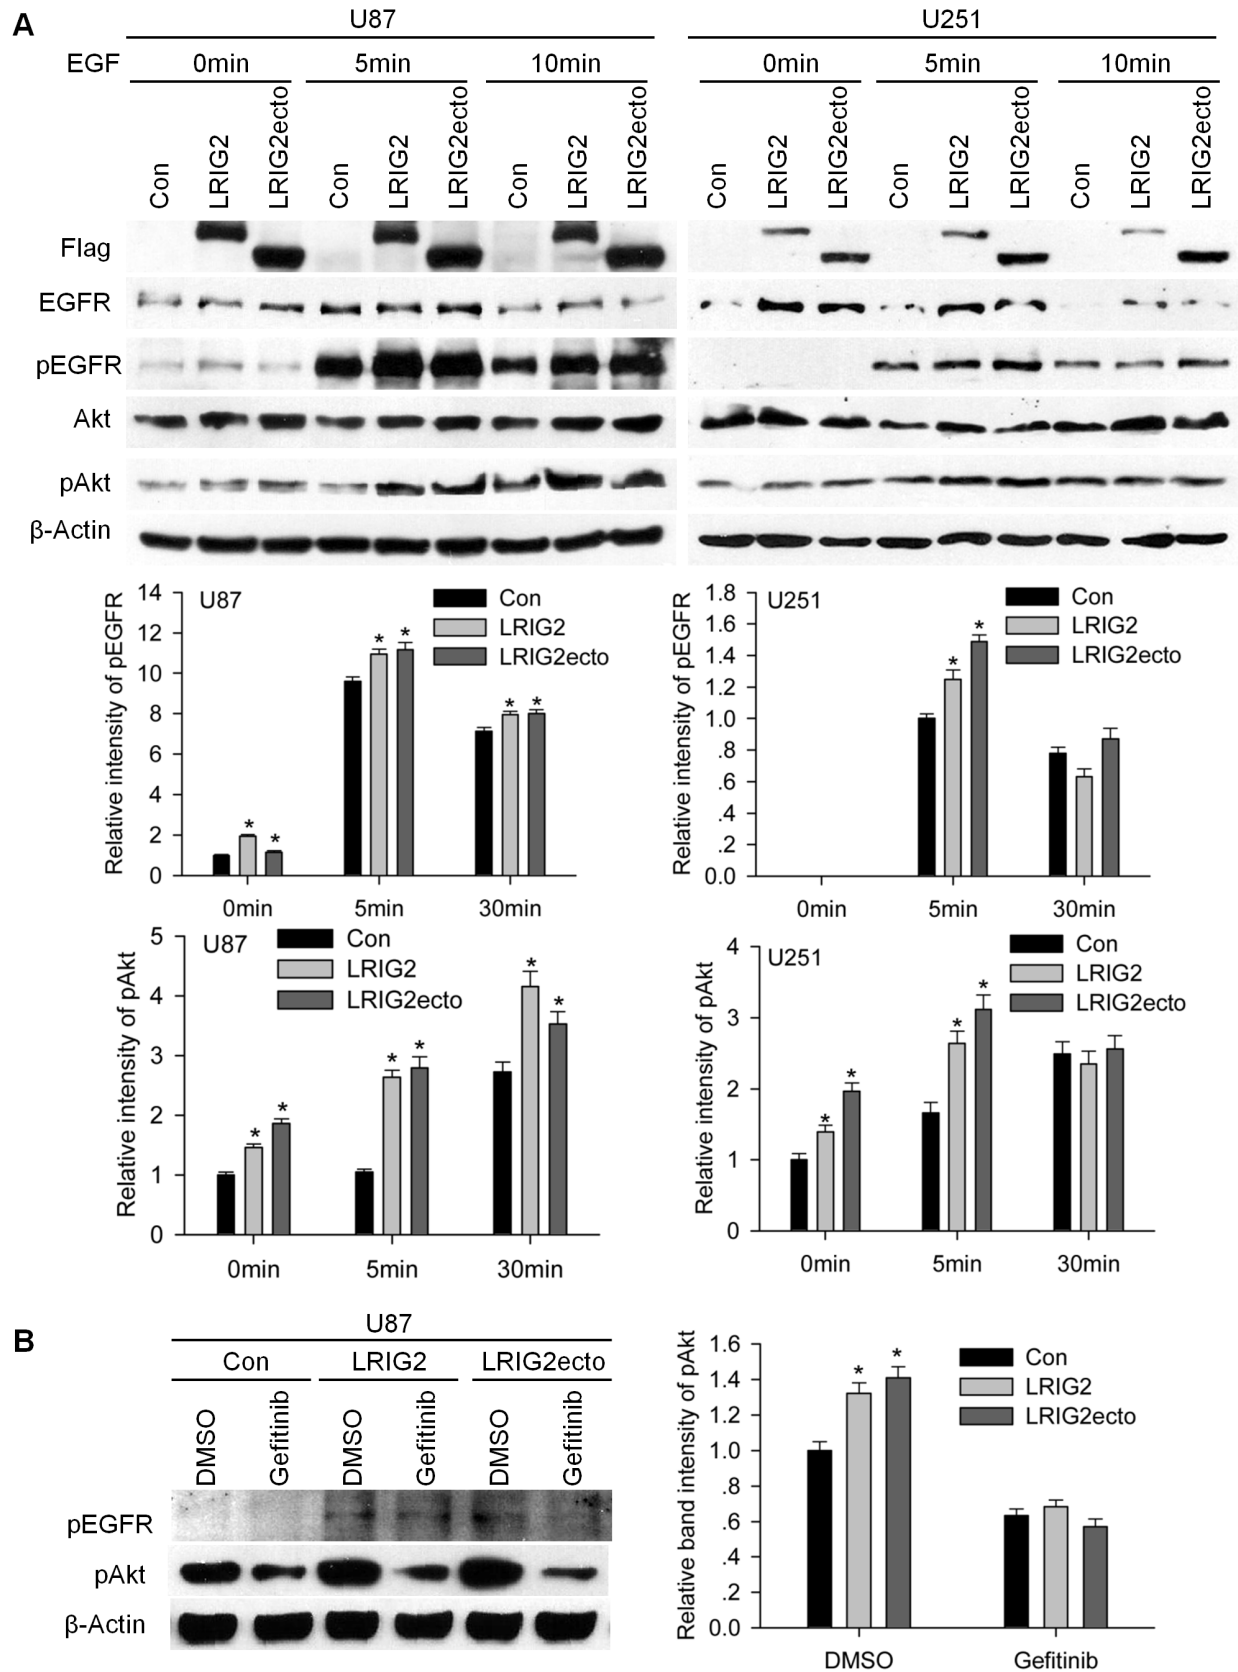 A
U87
U251
EGF 0min 5min 10min 0min 5min 10min
Con LRIG2 LRIG2ecto Con LRIG2 LRIG2ecto Con LRIG2 LRIG2ecto Con LRIG2 LRIG2ecto Con LRIG2 LRIG2ecto Con LRIG2 LRIG2ecto
Flag
EGFR
pEGFR
Akt
pAkt
β-Actin
Relative intensity of pEGFR
14
12
10
8
6
4
2
0
U87
Con
LRIG2
LRIG2ecto
* * * * * *
0min 5min 30min
Relative intensity of pEGFR
1.8
1.6
1.4
1.2
1.0
.8
.6
.4
.2
0.0
U251
Con
LRIG2
LRIG2ecto
* *
0min 5min 30min
Relative intensity of pAkt
5
4
3
2
1
0
U87
Con
LRIG2
LRIG2ecto
* * * * * *
0min 5min 30min
Relative intensity of pAkt
4
3
2
1
0
U251
Con
LRIG2
LRIG2ecto
* * * *
0min 5min 30min
B
U87
Con LRIG2 LRIG2ecto
DMSO Gefitinib DMSO Gefitinib DMSO Gefitinib
pEGFR
pAkt
β-Actin
Relative band intensity of pAkt
1.6
1.4
1.2
1.0
.8
.6
.4
.2
0.0
Con
LRIG2
LRIG2ecto
* *
DMSO Gefitinib